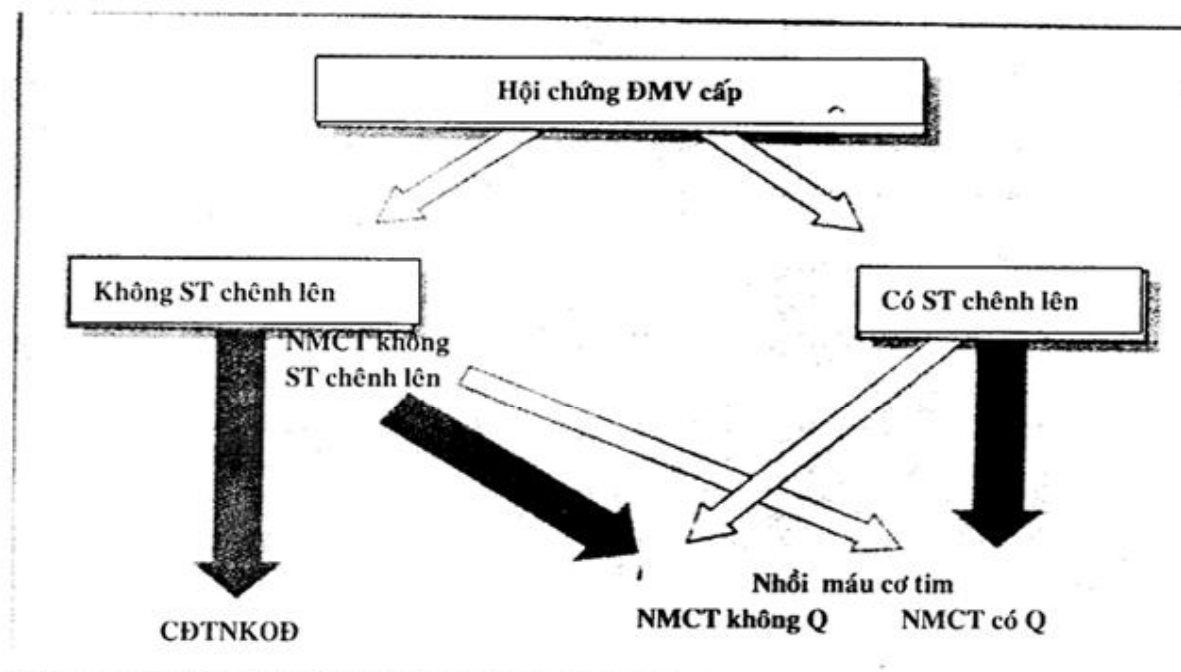 Hội chứng ĐMV cấp
Không ST chênh lên
Có ST chênh lên
NMCT không
ST chênh lên
Nhồi máu cơ tim
CĐTNKOĐ
NMCT không Q
NMCT có Q